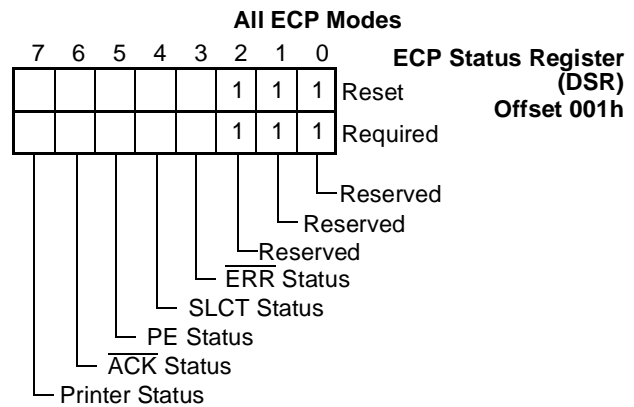 All ECP Modes
7 6 5 4 3 2 1 0
ECP Status Register
(DSR)
Offset 001h
1 1 1 Reset
1 1 1 Required
Reserved
Reserved
Reserved
ERR Status
SLCT Status
PE Status
ACK Status
Printer Status